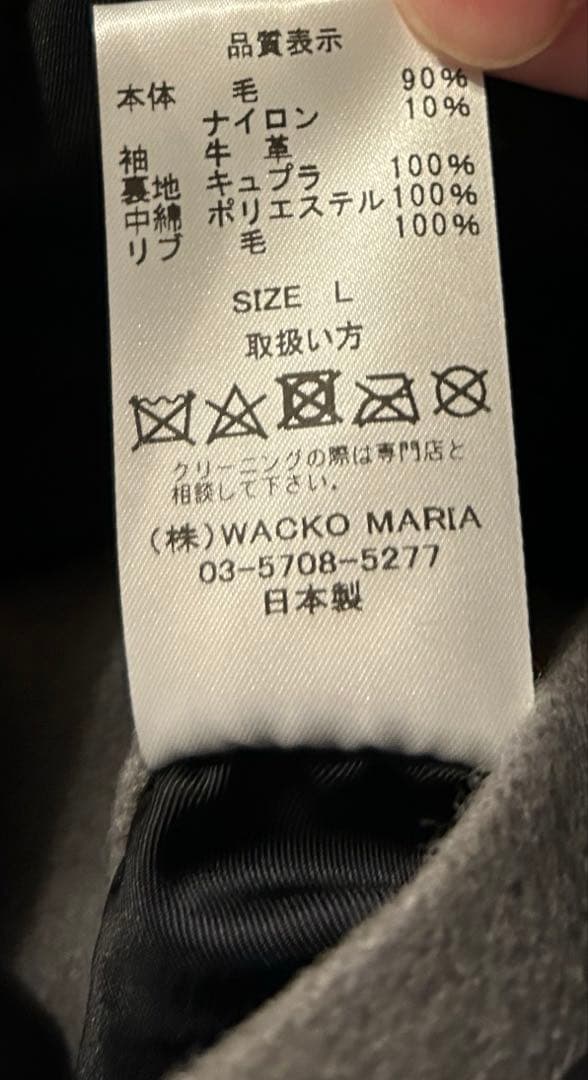 品質表示
本体 毛 90%
ナイロン 10%
袖 牛 革
裏地 キュプラ 100%
中綿 ポリエステル 100%
リブ 毛 100%
SIZE L
取扱い方
クリーニングの際は専門店と
相談して下さい。
(株)WACKO MARIA
03-5708-5277
日本製